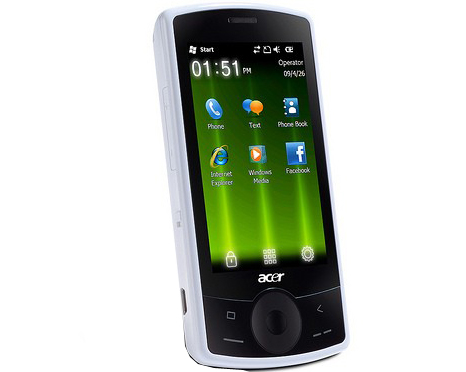 Start
01:51 PM
Operator
09/4/26
Phone
Text
Phone Book
Internet Explorer
Windows Media
Facebook
acer